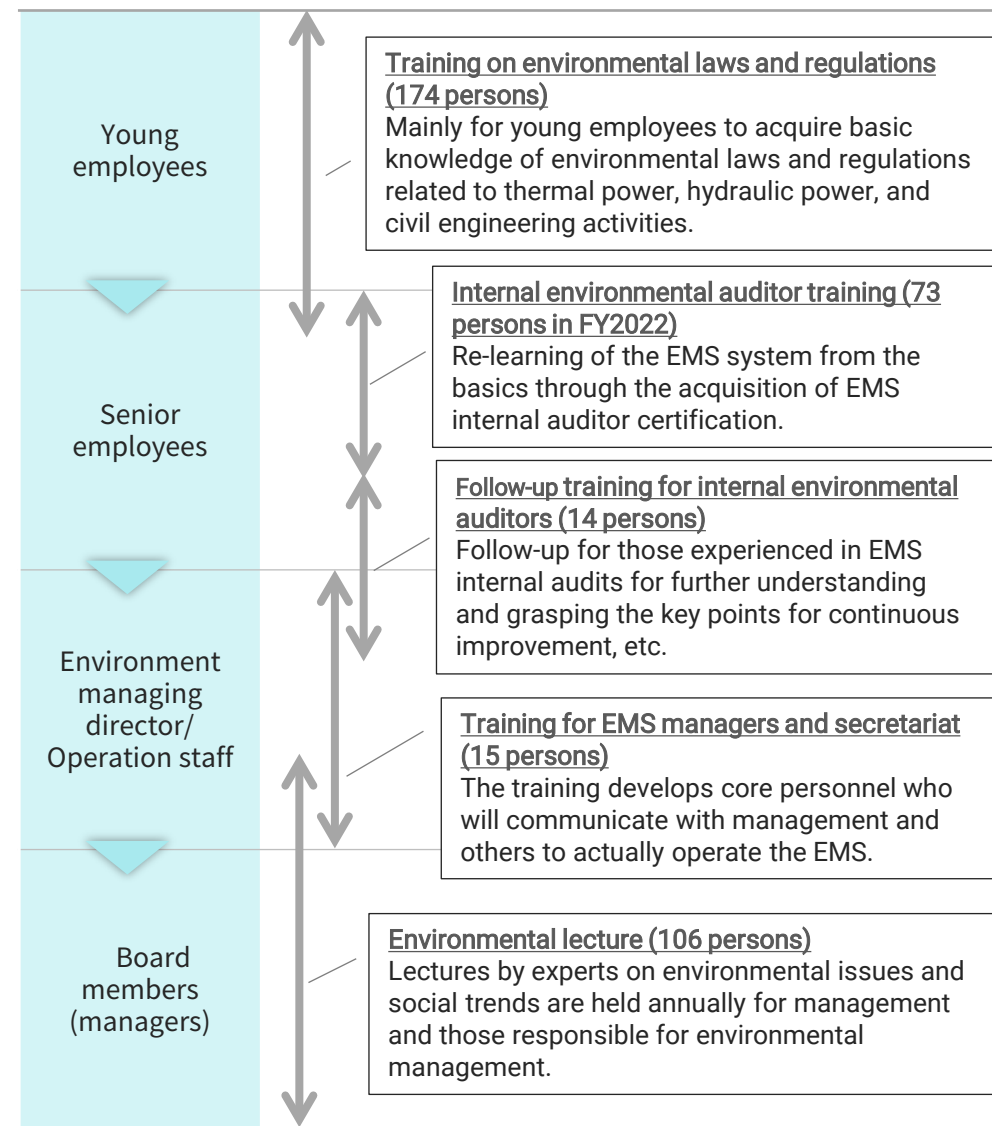 Young
employees
Training on environmental laws and regulations
(174 persons)
Mainly for young employees to acquire basic
knowledge of environmental laws and regulations
related to thermal power, hydraulic power, and
civil engineering activities.
Senior
employees
Internal environmental auditor training (73
persons in FY2022)
Re-learning of the EMS system from the
basics through the acquisition of EMS
internal auditor certification.
Follow-up training for internal environmental
auditors (14 persons)
Follow-up for those experienced in EMS
internal audits for further understanding
and grasping the key points for continuous
improvement, etc.
Environment
managing
director/
Operation staff
Training for EMS managers and secretariat
(15 persons)
The training develops core personnel who
will communicate with management and
others to actually operate the EMS.
Board
members
(managers)
Environmental lecture (106 persons)
Lectures by experts on environmental issues and
social trends are held annually for management
and those responsible for environmental
management.